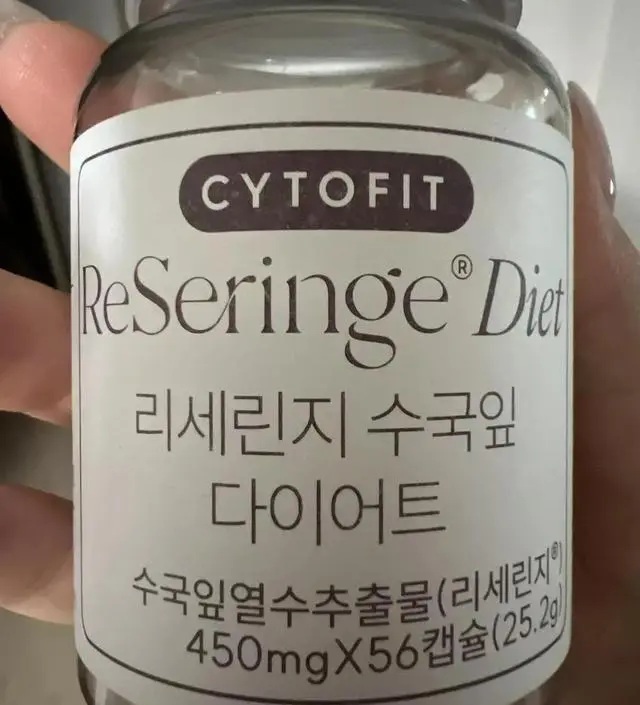 CYTOFIT
ReSeringe® Diet
리세린지 수국잎
다이어트
수국잎열수추출물(리세린지®)
450mgX56캡슐(25.2g)